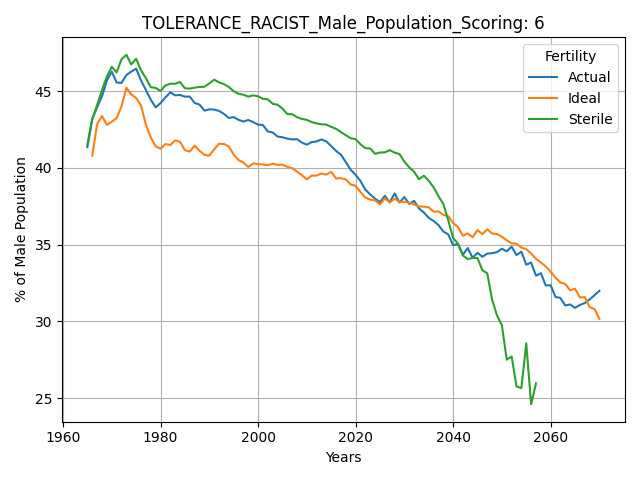 TOLERANCE_RACIST_Male_Population_Scoring: 6
Fertility
Actual
Ideal
Sterile
% of Male Population
45
40
35
30
25
1960 1980 2000 2020 2040 2060
Years